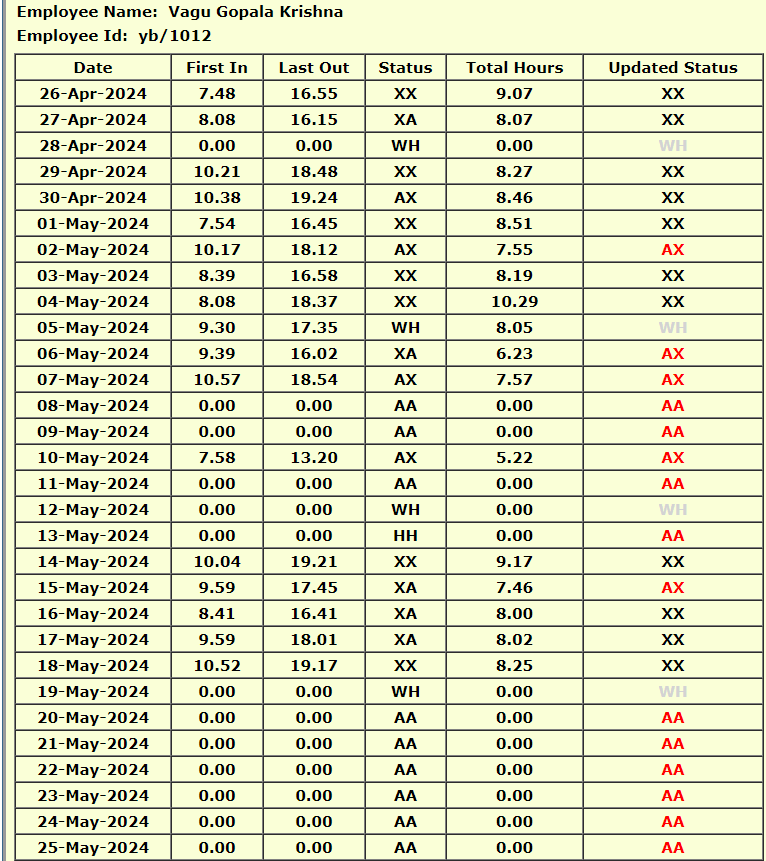 Employee Name: Vagu Gopala Krishna
Employee Id: yb/1012
Date First In Last Out Status Total Hours Updated Status
26-Apr-2024 7.48 16.55 XX 9.07 XX
27-Apr-2024 8.08 16.15 XA 8.07 XX
28-Apr-2024 0.00 0.00 WH 0.00 WH
29-Apr-2024 10.21 18.48 XX 8.27 XX
30-Apr-2024 10.38 19.24 AX 8.46 XX
01-May-2024 7.54 16.45 XX 8.51 XX
02-May-2024 10.17 18.12 AX 7.55 AX
03-May-2024 8.39 16.58 XX 8.19 XX
04-May-2024 8.08 18.37 XX 10.29 XX
05-May-2024 9.30 17.35 WH 8.05 WH
06-May-2024 9.39 16.02 XA 6.23 AX
07-May-2024 10.57 18.54 AX 7.57 AX
08-May-2024 0.00 0.00 AA 0.00 AA
09-May-2024 0.00 0.00 AA 0.00 AA
10-May-2024 7.58 13.20 AX 5.22 AX
11-May-2024 0.00 0.00 AA 0.00 AA
12-May-2024 0.00 0.00 WH 0.00 WH
13-May-2024 0.00 0.00 HH 0.00 AA
14-May-2024 10.04 19.21 XX 9.17 XX
15-May-2024 9.59 17.45 XA 7.46 AX
16-May-2024 8.41 16.41 XA 8.00 XX
17-May-2024 9.59 18.01 XA 8.02 XX
18-May-2024 10.52 19.17 XX 8.25 XX
19-May-2024 0.00 0.00 WH 0.00 WH
20-May-2024 0.00 0.00 AA 0.00 AA
21-May-2024 0.00 0.00 AA 0.00 AA
22-May-2024 0.00 0.00 AA 0.00 AA
23-May-2024 0.00 0.00 AA 0.00 AA
24-May-2024 0.00 0.00 AA 0.00 AA
25-May-2024 0.00 0.00 AA 0.00 AA